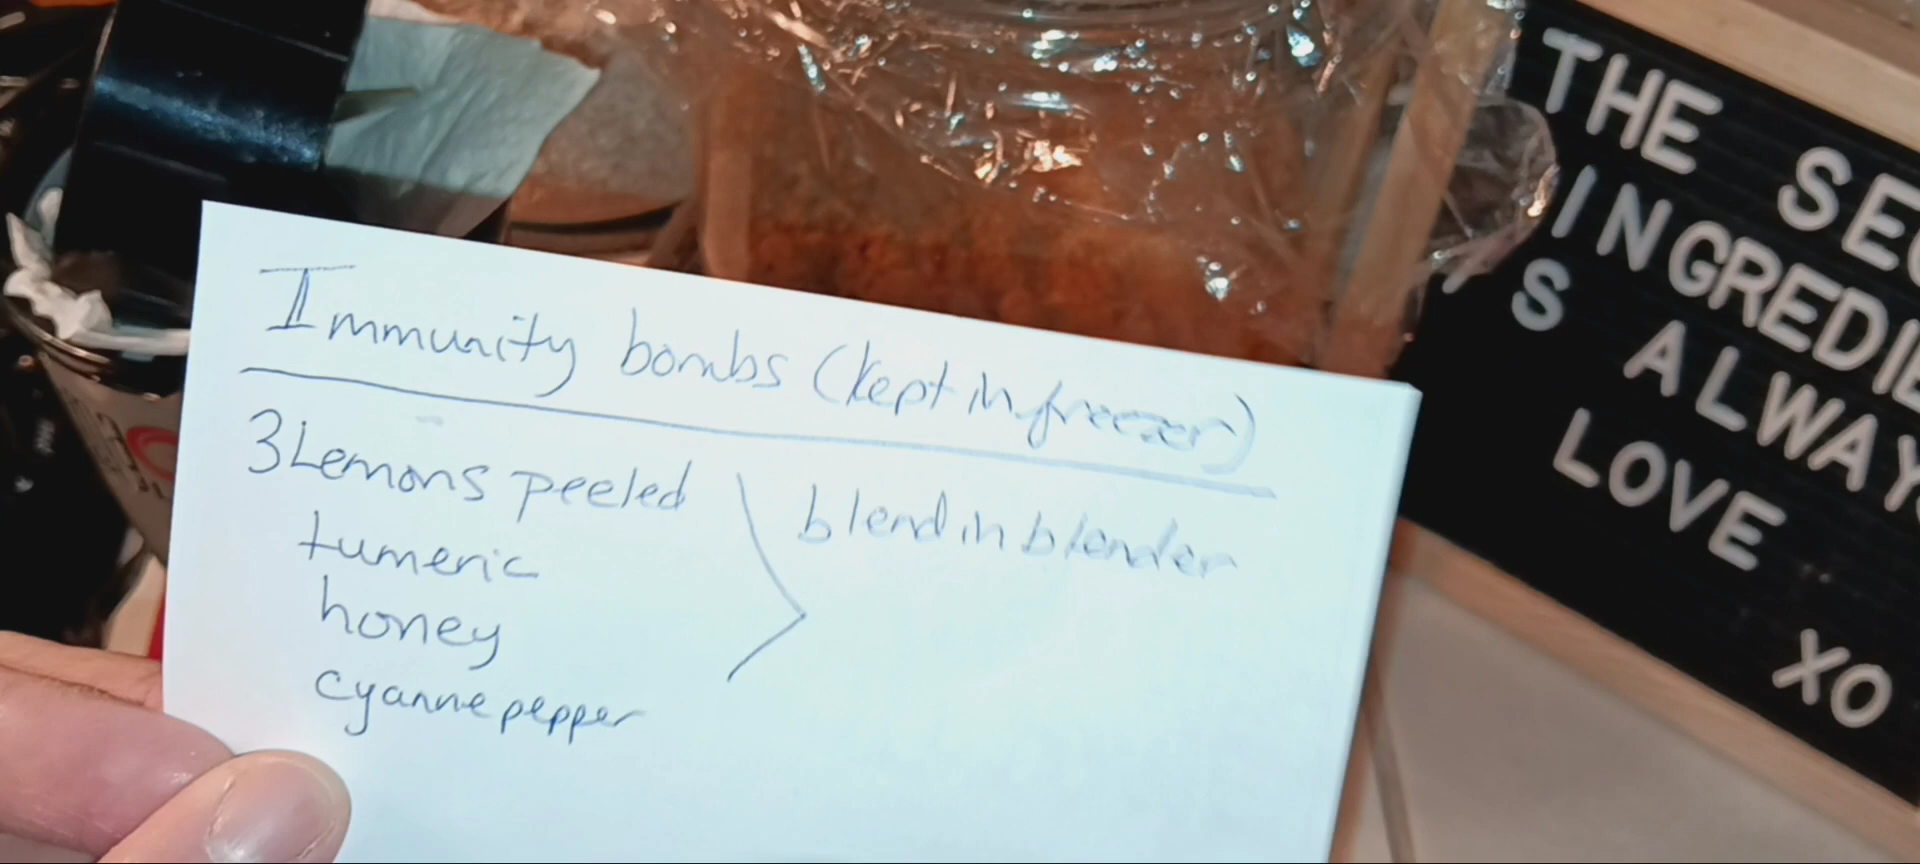 Immunity bombs (kept in freezer)
3 Lemons peeled
tumeric
honey
cyanne pepper
blend in blender
THE SEC
INGREDIE
S ALWAY
LOVE
XO